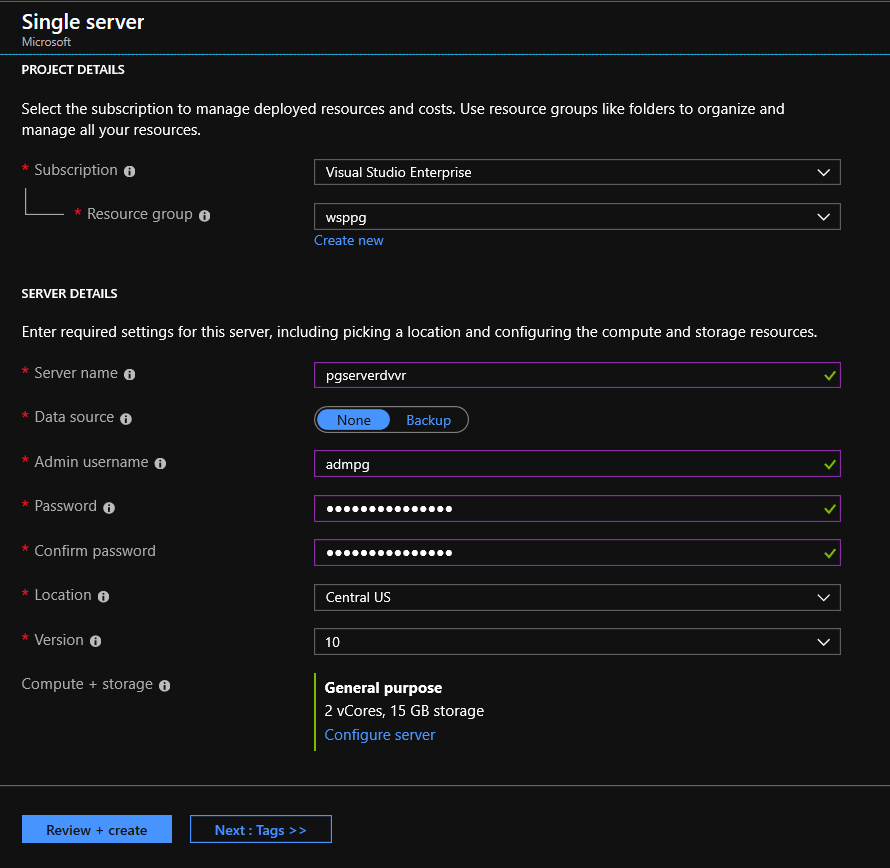 Single server
Microsoft
PROJECT DETAILS
Select the subscription to manage deployed resources and costs. Use resource groups like folders to organize and
manage all your resources.
* Subscription
Visual Studio Enterprise
* Resource group
wsppg
Create new
SERVER DETAILS
Enter required settings for this server, including picking a location and configuring the compute and storage resources.
* Server name
pgserverdvvr
* Data source
None Backup
* Admin username
admpg
* Password
•••••••••••••••
* Confirm password
•••••••••••••••
* Location
Central US
* Version
10
Compute + storage
General purpose
2 vCores, 15 GB storage
Configure server
Review + create
Next : Tags >>